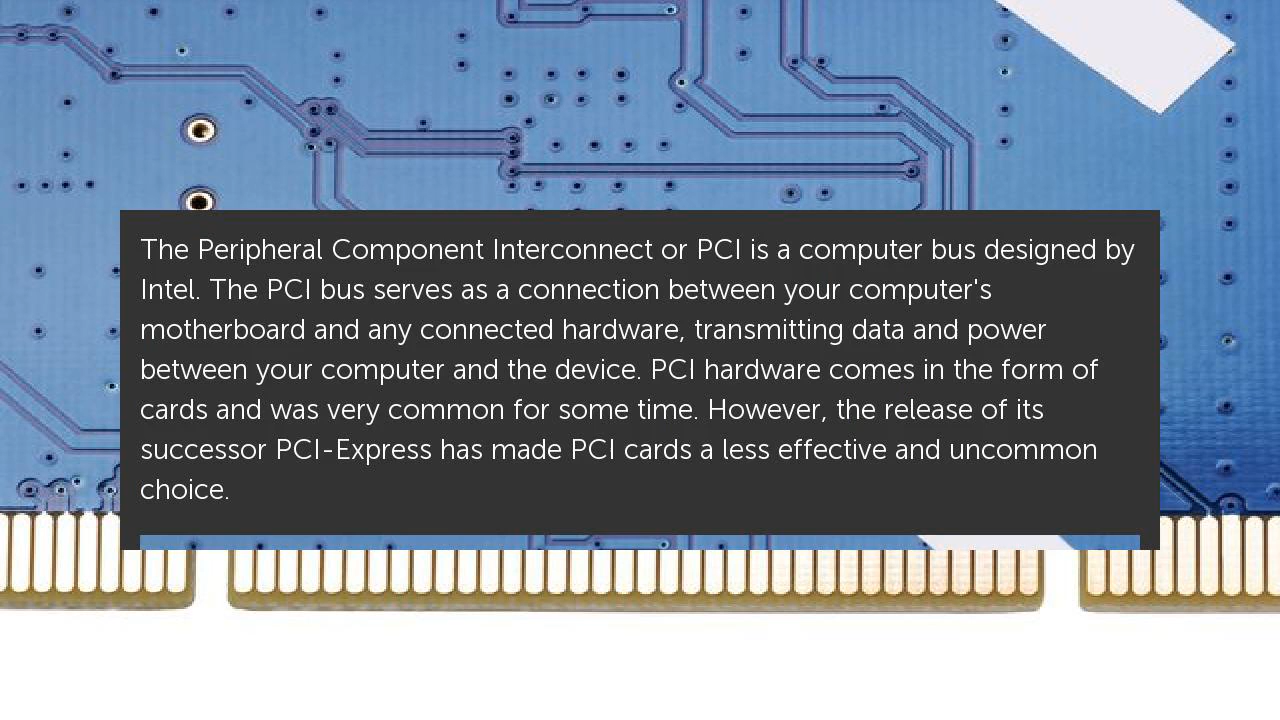 The Peripheral Component Interconnect or PCI is a computer bus designed by
Intel. The PCI bus serves as a connection between your computer's
motherboard and any connected hardware, transmitting data and power
between your computer and the device. PCI hardware comes in the form of
cards and was very common for some time. However, the release of its
successor PCI-Express has made PCI cards a less effective and uncommon
choice.